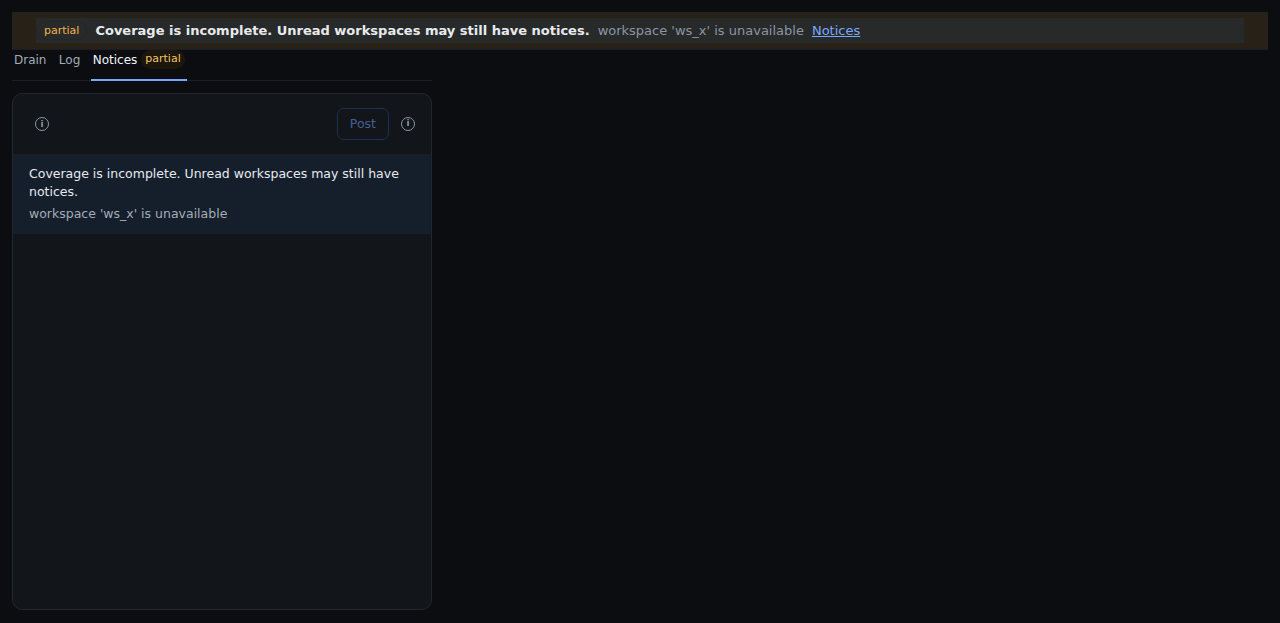 partial Coverage is incomplete. Unread workspaces may still have notices. workspace 'ws_x' is unavailable Notices
Drain Log Notices partial
Post
Coverage is incomplete. Unread workspaces may still have
notices.
workspace 'ws_x' is unavailable